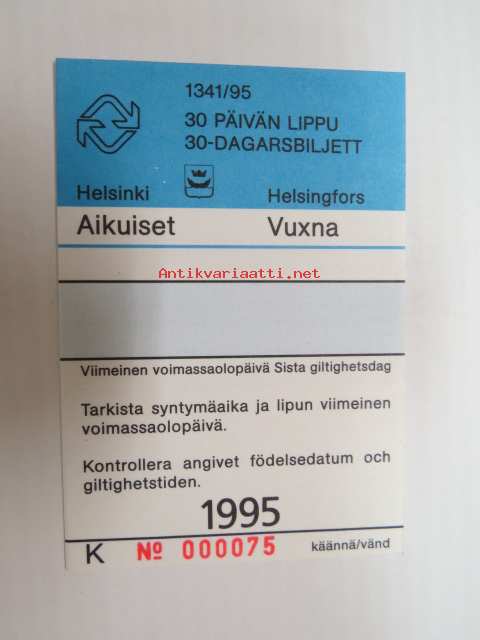 1341/95
30 PÄIVÄN LIPPU
30-DAGARSBILJETT
Helsinki Helsingfors
Aikuiset Vuxna
Antikvariaatti.net
Viimeinen voimassaolopäivä Sista giltighetsdag
Tarkista syntymäaika ja lipun viimeinen
voimassaolopäivä.
Kontrollera angivet födelsedatum och
giltighetstiden.
1995
K № 000075 käännä/vänd